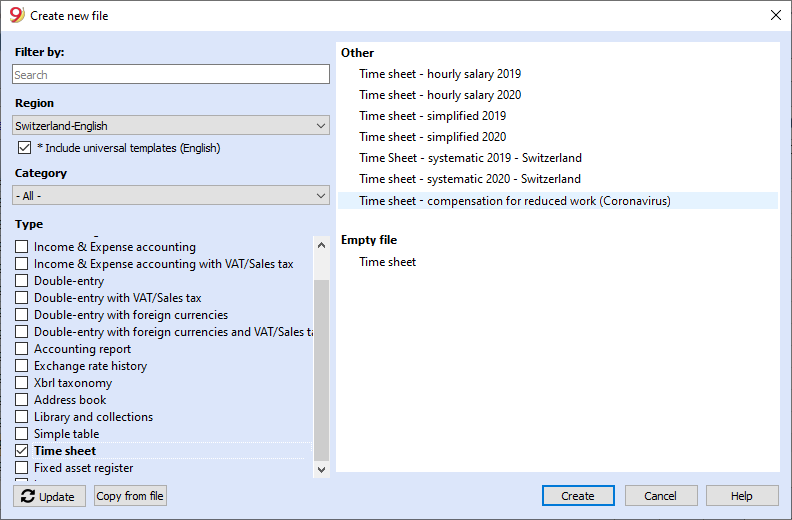 Create new file
Filter by:
Search
Region
Switzerland-English
* Include universal templates (English)
Category
- All -
Type
Income & Expense accounting
Income & Expense accounting with VAT/Sales tax
Double-entry
Double-entry with VAT/Sales tax
Double-entry with foreign currencies
Double-entry with foreign currencies and VAT/Sales ta
Accounting report
Exchange rate history
Xbrl taxonomy
Address book
Library and collections
Simple table
Time sheet
Fixed asset register
Update
Copy from file
Other
Time sheet - hourly salary 2019
Time sheet - hourly salary 2020
Time sheet - simplified 2019
Time sheet - simplified 2020
Time Sheet - systematic 2019 - Switzerland
Time sheet - systematic 2020 - Switzerland
Time sheet - compensation for reduced work (Coronavirus)
Empty file
Time sheet
Create
Cancel
Help